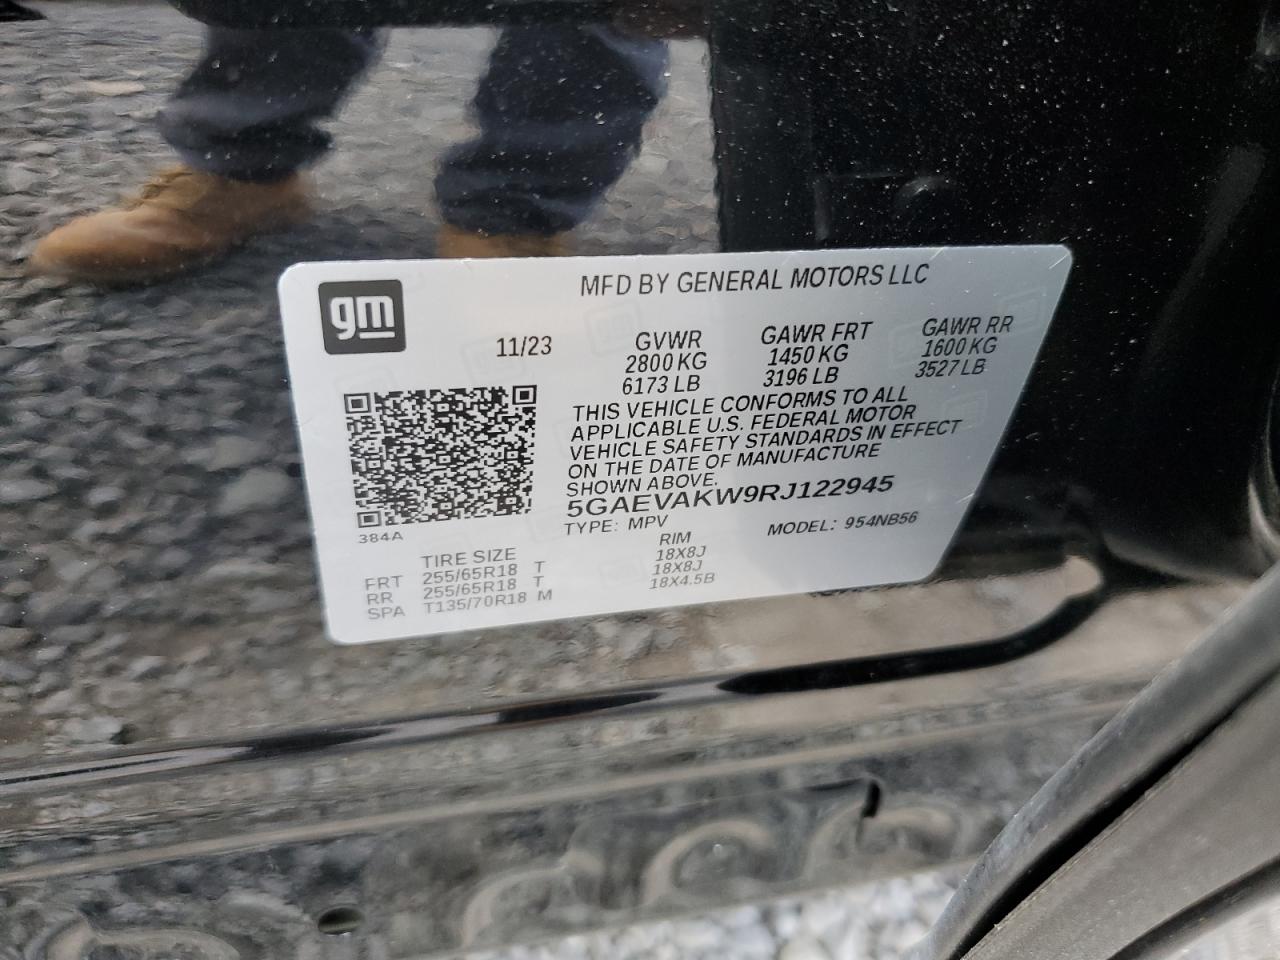 gm
MFD BY GENERAL MOTORS LLC
11/23
GVWR
2800 KG
6173 LB
GAWR FRT
1450 KG
3196 LB
GAWR RR
1600 KG
3527 LB
THIS VEHICLE CONFORMS TO ALL
APPLICABLE U.S. FEDERAL MOTOR
VEHICLE SAFETY STANDARDS IN EFFECT
ON THE DATE OF MANUFACTURE
SHOWN ABOVE.
5GAEVAKW9RJ122945
TYPE: MPV
MODEL: 954NB56
384A
TIRE SIZE
RIM
FRT 255/65R18 T 18X8J
RR 255/65R18 T 18X8J
SPA T135/70R18 M 18X4.5B